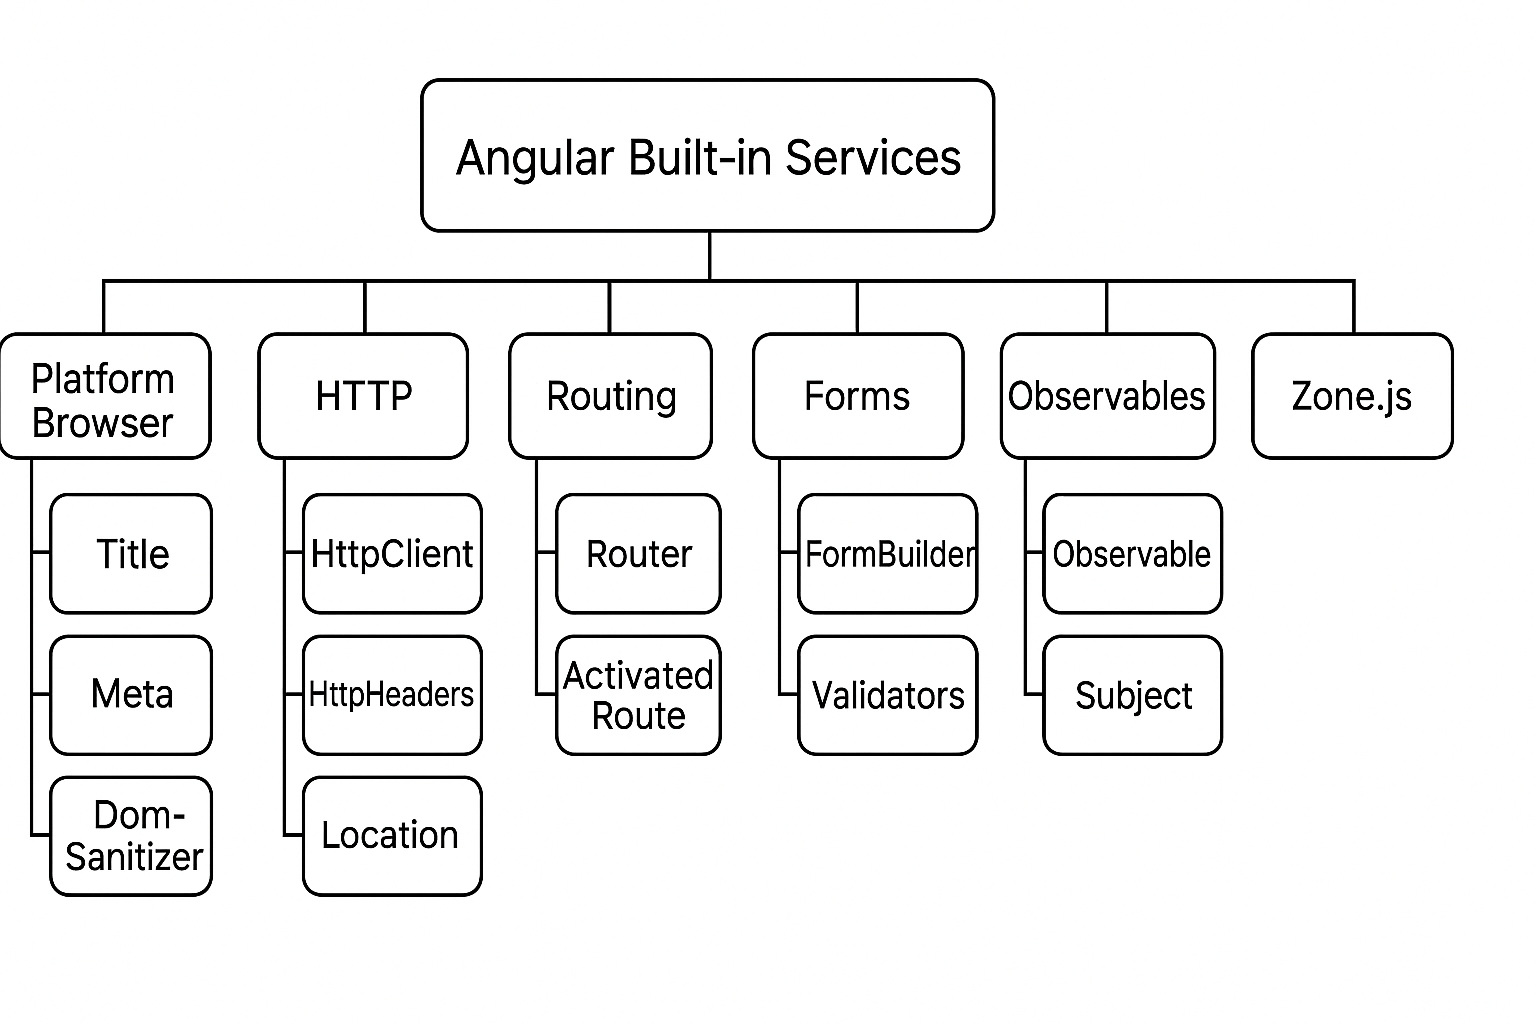 Angular Built-in Services
Platform
Browser
HTTP
Routing
Forms
Observables
Zone.js
Title
HttpClient
Router
FormBuilder
Observable
Meta
HttpHeaders
Activated
Route
Validators
Subject
Dom-
Sanitizer
Location